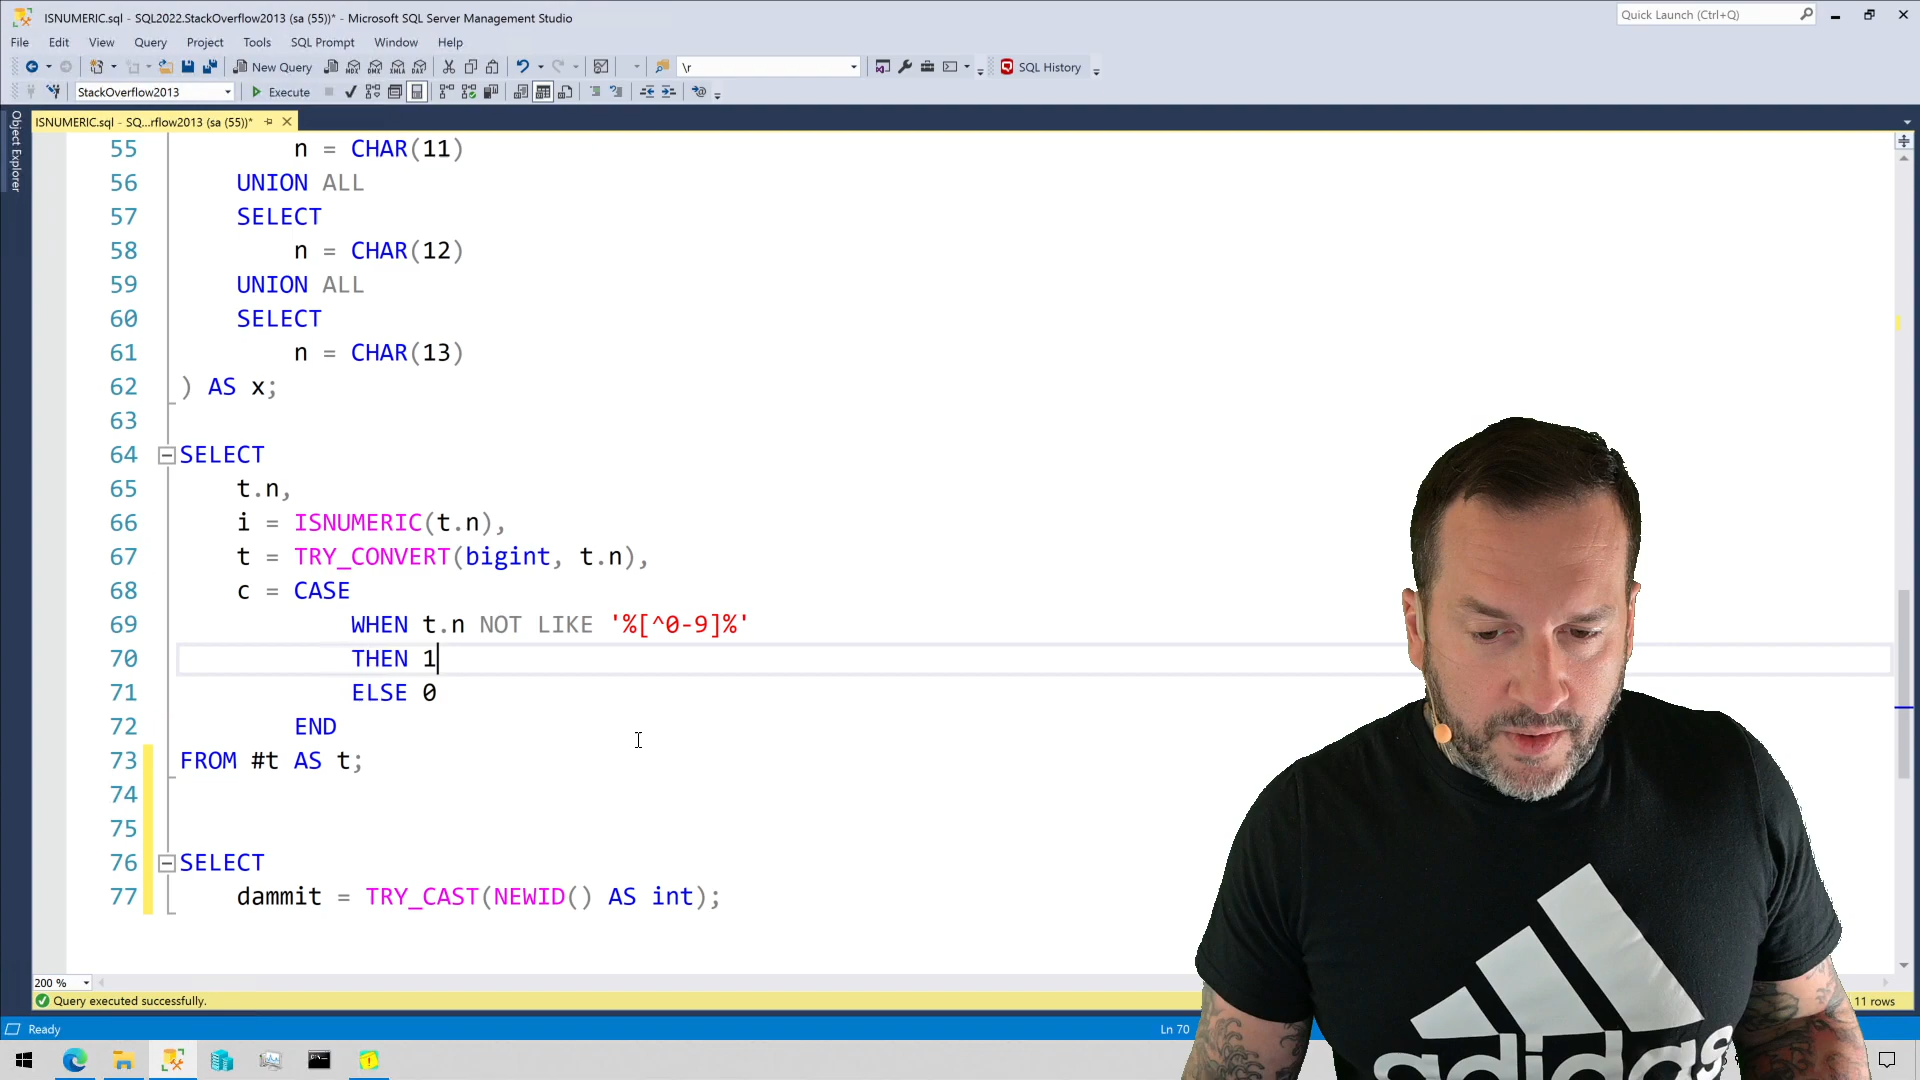 ISNUMERIC.sql - SQL2022.StackOverflow2013 (sa (55))* - Microsoft SQL Server Management Studio
Quick Launch (Ctrl+Q)
File Edit View Query Project Tools SQL Prompt Window Help
New Query MDX DMX XMLA DAX \r SQL History
StackOverflow2013 Execute
ISNUMERIC.sql - SQ...rflow2013 (sa (55))*
Object Explorer
55 n = CHAR(11)
56 UNION ALL
57 SELECT
58 n = CHAR(12)
59 UNION ALL
60 SELECT
61 n = CHAR(13)
62 ) AS x;
63
64 SELECT
65 t.n,
66 i = ISNUMERIC(t.n),
67 t = TRY_CONVERT(bigint, t.n),
68 c = CASE
69 WHEN t.n NOT LIKE '%[^0-9]%'
70 THEN 1
71 ELSE 0
72 END
73 FROM #t AS t;
74
75
76 SELECT
77 dammit = TRY_CAST(NEWID() AS int);
200 %
Query executed successfully.
11 rows
Ready
Ln 70
adidas